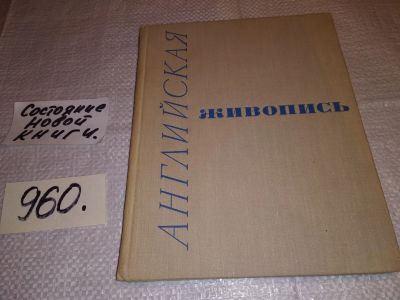 Состояние
новой
книги.
960.
АНГЛИЙСКАЯ
живопись